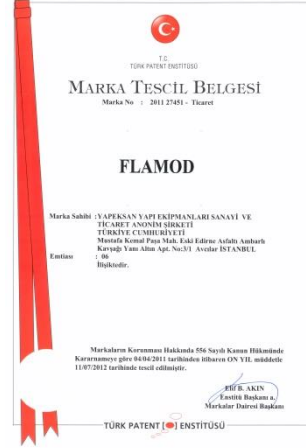 T.C.
TÜRK PATENT ENSTİTÜSÜ
MARKA TESCİL BELGESİ
Marka No : 2011 27451 - Ticaret
FLAMOD
Marka Sahibi : YAPEKSAN YAPI EKİPMANLARI SANAYİ VE
TİCARET ANONİM ŞİRKETİ
TÜRKİYE CUMHURİYETİ
Mustafa Kemal Paşa Mah. Eski Edirne Asfaltı Ambarlı
Kavşağı Yanı Altın Apt. No:3/1 Avcılar İSTANBUL
Emtiası : 06
İlişiktedir.
Markaların Korunması Hakkında 556 Sayılı Kanun Hükmünde
Kararnameye göre 04/04/2011 tarihinden itibaren ON YIL müddetle
11/07/2012 tarihinde tescil edilmiştir.
Elif B. AKIN
Enstitü Başkanı a.
Markalar Dairesi Başkanı
TÜRK PATENT ENSTİTÜSÜ